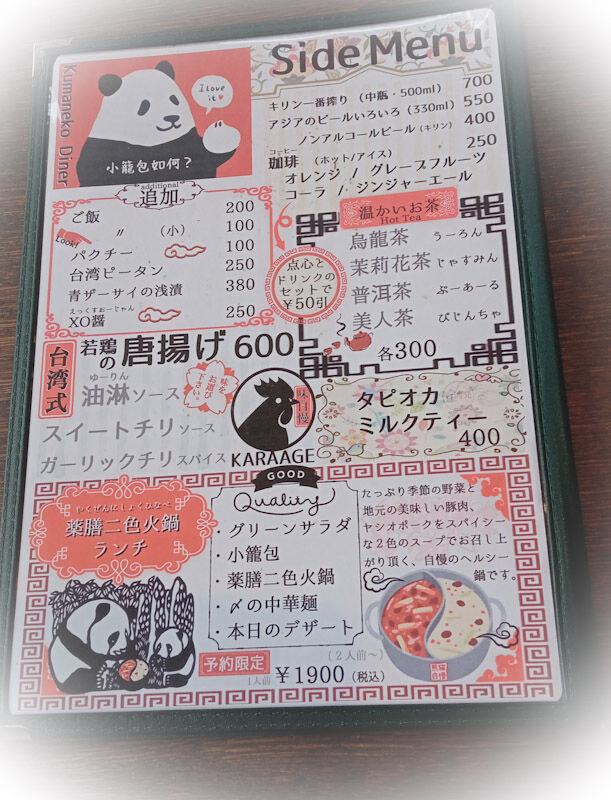 Side Menu
Kumaneko Diner
I love it
小籠包如何？
キリン一番搾り（中瓶・500ml） 700
アジアのビールいろいろ（330ml） 550
ノンアルコールビール（キリン） 400
コーヒー
珈琲（ホット/アイス） 250
オレンジ / グレープフルーツ
コーラ / ジンジャーエール
additional
追加
ご飯 200
〃 （小） 100
Look!
パクチー 100
台湾ピータン 250
青ザーサイの浅漬 380
えっくすおーじゃん
XO醤 250
点心と
ドリンクの
セットで
¥50引
温かいお茶
Hot Tea
烏龍茶 うーろん
茉莉花茶 じゃすみん
普洱茶 ぷーあーる
美人茶 びじんちゃ
各300
台湾式
若鶏の唐揚げ 600
ゆーりん
油淋ソース
スイートチリソース
ガーリックチリスパイス
味を
お選び
下さい。
味自慢
KARAAGE
GOOD
Quality
タピオカ
ミルクティー
400
やくぜんにしょくひなべ
薬膳二色火鍋
ランチ
・グリーンサラダ
・小籠包
・薬膳二色火鍋
・〆の中華麺
・本日のデザート
たっぷり季節の野菜と
地元の美味しい豚肉、
ヤシオポークをスパイシー
な2色のスープでお召し上
がり頂く、自慢のヘルシー
鍋です。
予約限定
（2人前〜）
1人前 ¥1900（税込）